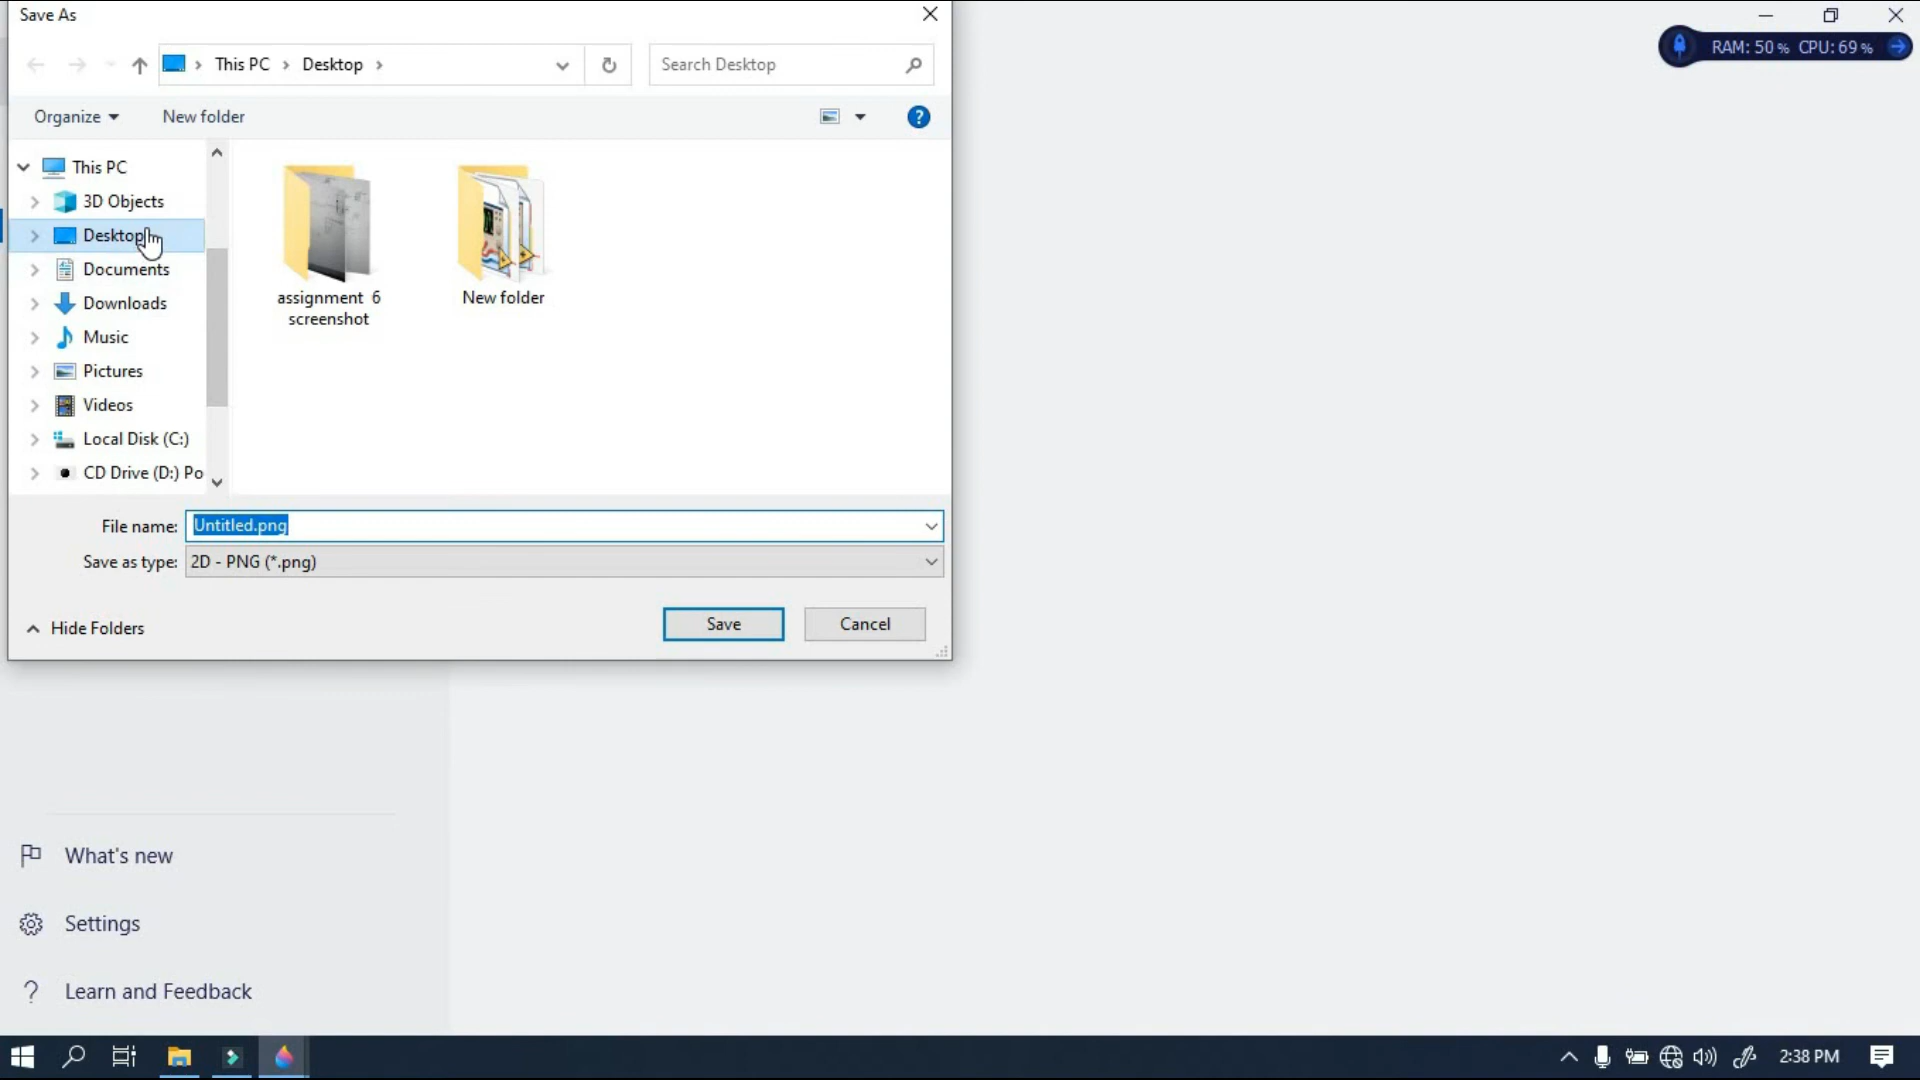 Save As
RAM: 50 % CPU: 69 %
This PC
Desktop
Search Desktop
Organize
New folder
?
This PC
3D Objects
Desktop
Documents
Downloads
Music
Pictures
Videos
Local Disk (C:)
CD Drive (D:) Po
assignment 6
screenshot
New folder
File name: Untitled.png
Save as type: 2D - PNG (*.png)
Hide Folders
Save
Cancel
What's new
Settings
? Learn and Feedback
2:38 PM